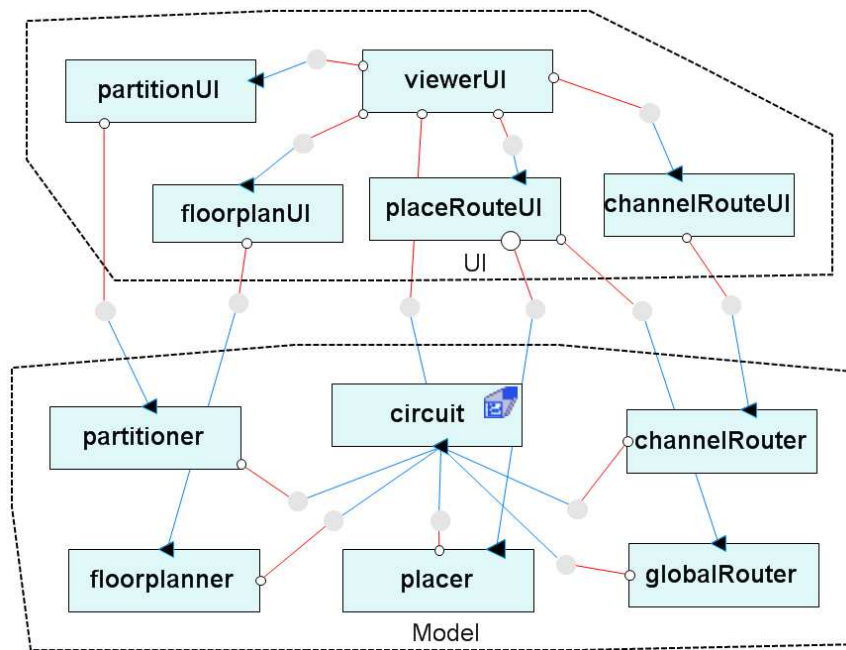 viewerUI
partitionUI
floorplanUI
placeRouteUI
channelRouteUI
UI
circuit
partitioner
channelRouter
floorplanner
placer
globalRouter
Model